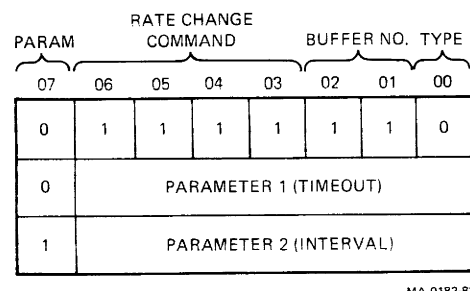 RATE CHANGE
PARAM COMMAND BUFFER NO. TYPE
07 06 05 04 03 02 01 00
0 1 1 1 1 1 1 0
0 PARAMETER 1 (TIMEOUT)
1 PARAMETER 2 (INTERVAL)